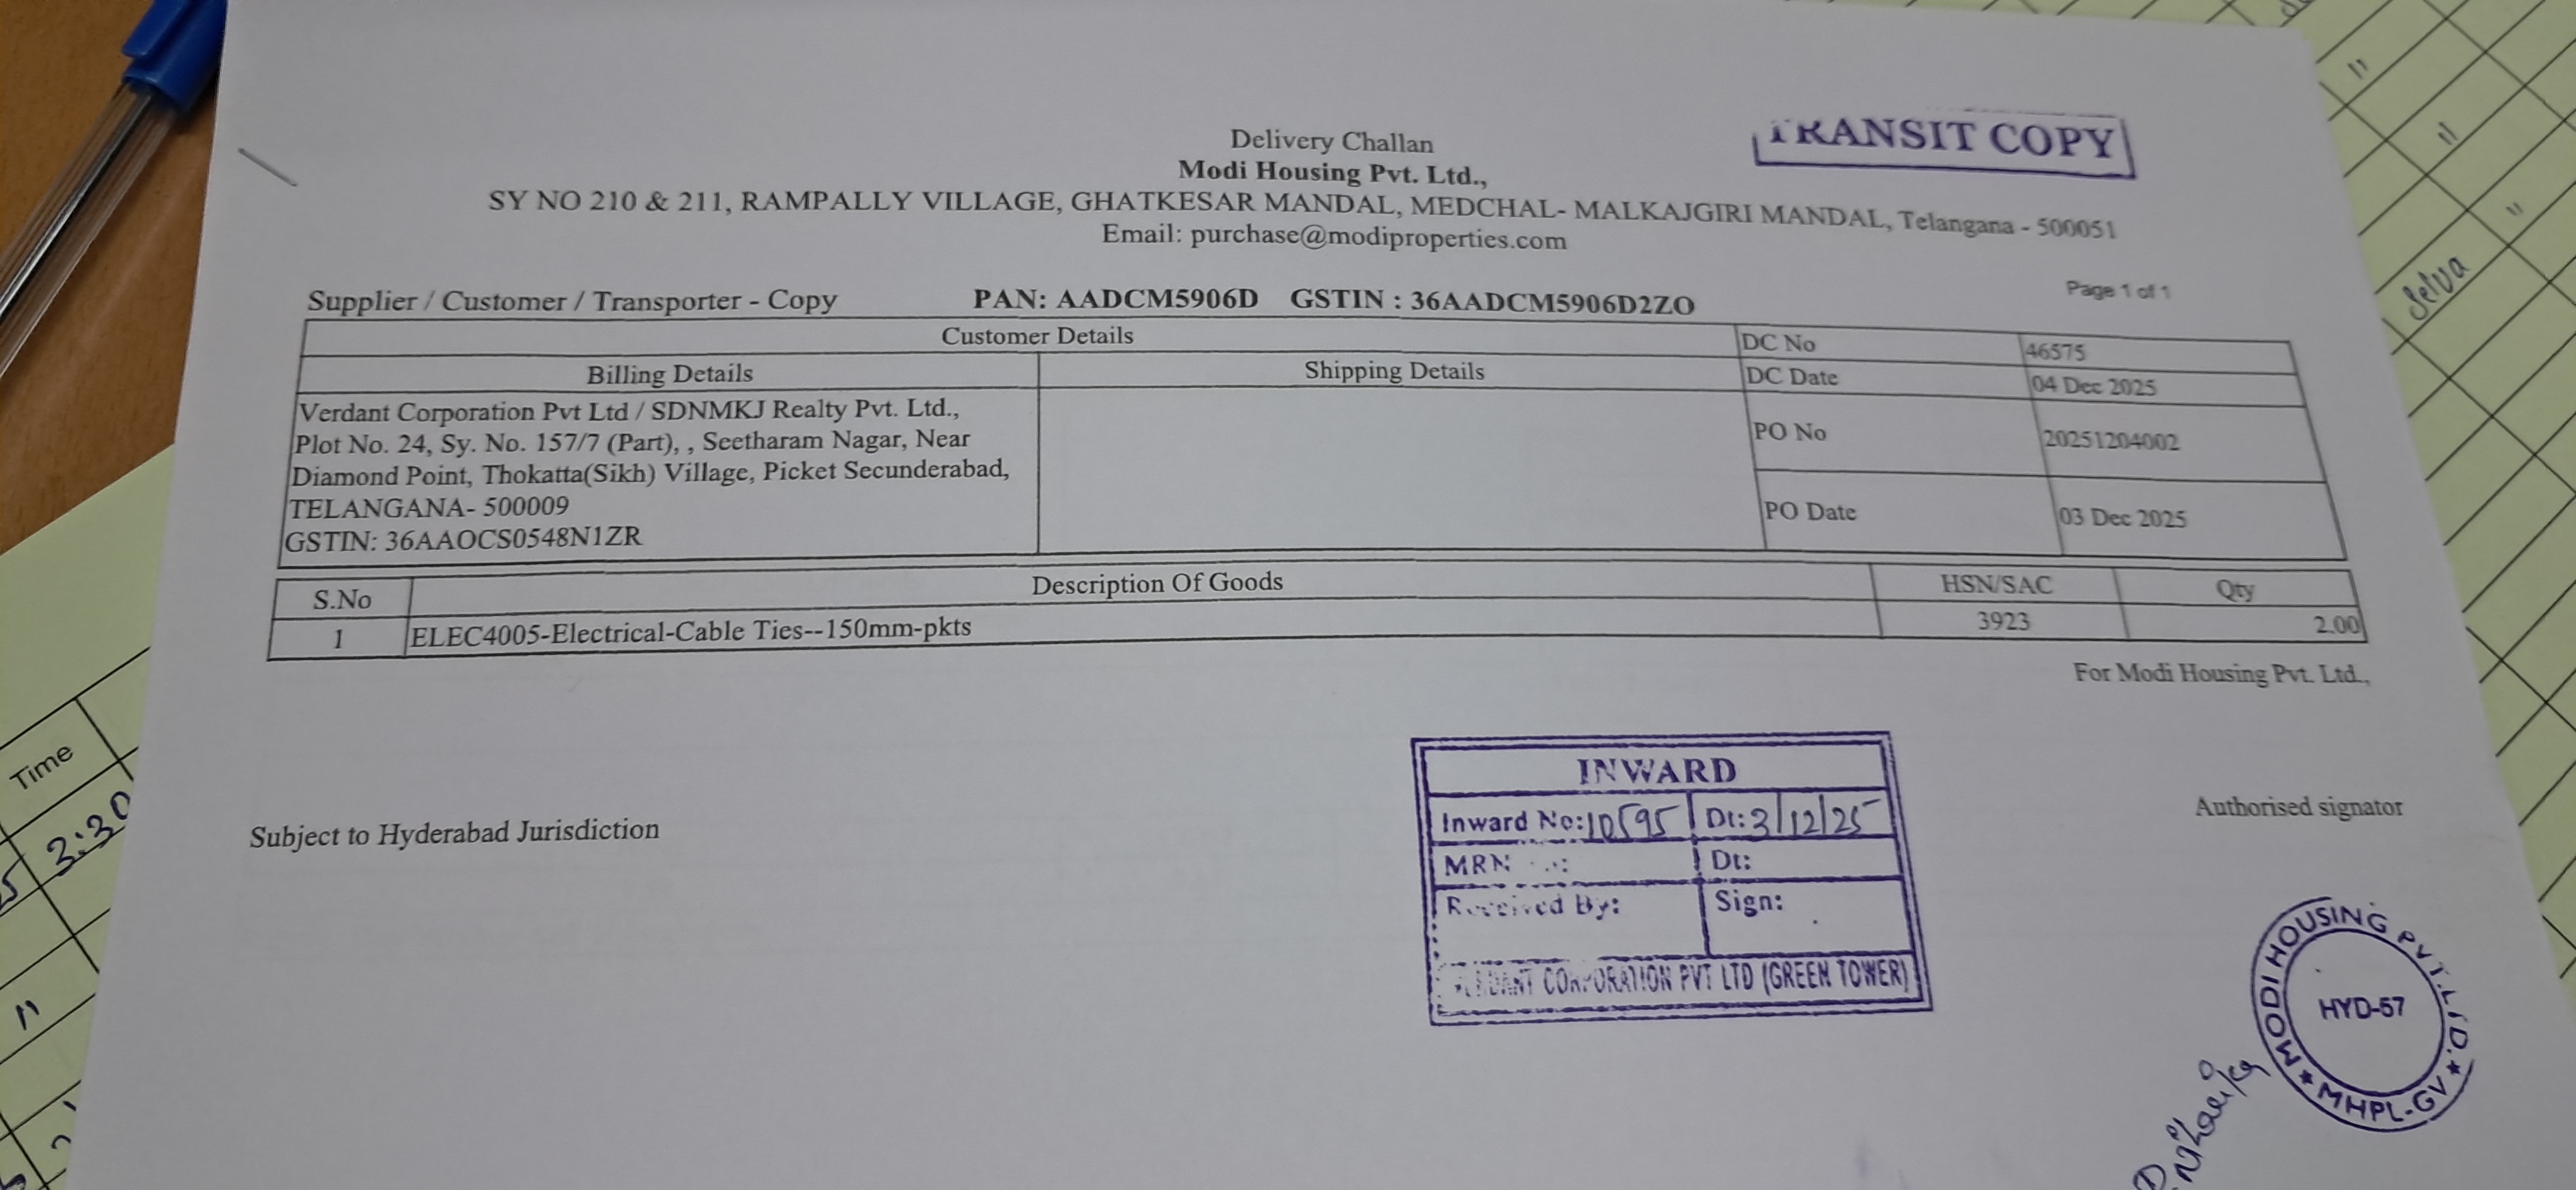 TRANSIT COPY
Delivery Challan
Modi Housing Pvt. Ltd.,
SY NO 210 & 211, RAMPALLY VILLAGE, GHATKESAR MANDAL, MEDCHAL- MALKAJGIRI MANDAL, Telangana - 500051
Email: purchase@modiproperties.com
Supplier / Customer / Transporter - Copy PAN: AADCM5906D GSTIN : 36AADCM5906D2ZO Page 1 of 1
Customer Details
Billing Details Shipping Details
DC No 46575
DC Date 04 Dec 2025
PO No 20251204002
PO Date 03 Dec 2025
Verdant Corporation Pvt Ltd / SDNMKJ Realty Pvt. Ltd.,
Plot No. 24, Sy. No. 157/7 (Part), , Seetharam Nagar, Near
Diamond Point, Thokatta(Sikh) Village, Picket Secunderabad,
TELANGANA- 500009
GSTIN: 36AAOCS0548N1ZR
S.No Description Of Goods HSN/SAC Qty
1 ELEC4005-Electrical-Cable Ties--150mm-pkts 3923 2.00
For Modi Housing Pvt. Ltd.,
INWARD
Inward No: 10595 Dt: 3/12/25
MRN Dt:
Received By: Sign:
VERDANT CORPORATION PVT LTD (GREEN TOWER)
Subject to Hyderabad Jurisdiction
Authorised signator
MODI HOUSING PVT. LTD.
HYD-57
★ MHPL-GV ★
Time
3:30
Selva